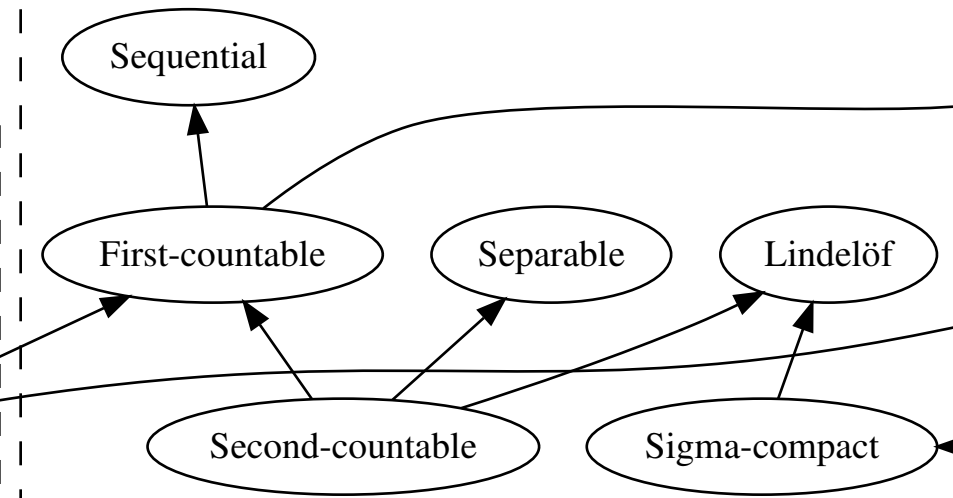 Sequential
First-countable
Separable
Lindelöf
Second-countable
Sigma-compact